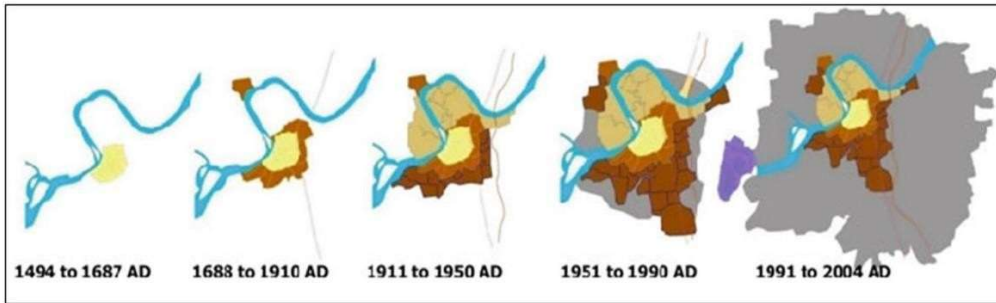 1494 to 1687 AD
1688 to 1910 AD
1911 to 1950 AD
1951 to 1990 AD
1991 to 2004 AD